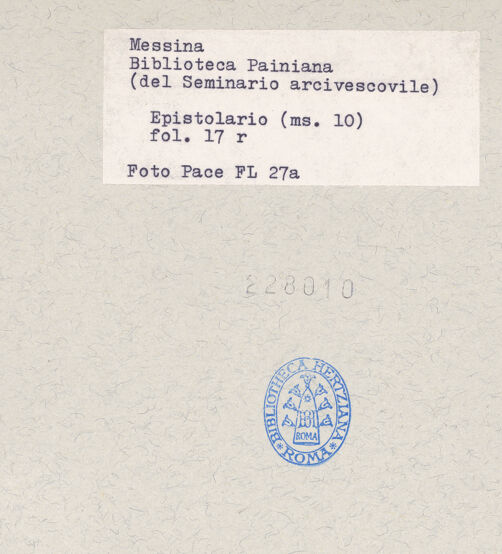 Messina
Biblioteca Painiana
(del Seminario arcivescovile)
Epistolario (ms. 10)
fol. 17 r
Foto Pace FL 27a
228010
BIBLIOTHECA HERTZIANA
ROMA
* ROMA *